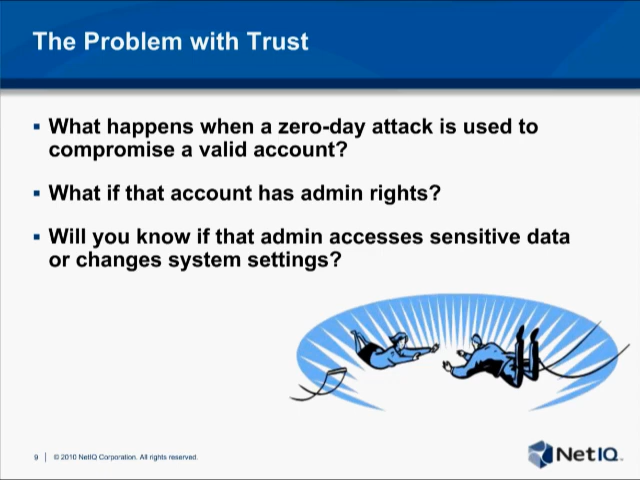 The Problem with Trust
▪ What happens when a zero-day attack is used to
compromise a valid account?
▪ What if that account has admin rights?
▪ Will you know if that admin accesses sensitive data
or changes system settings?
9 | © 2010 NetIQ Corporation. All rights reserved.
NetIQ